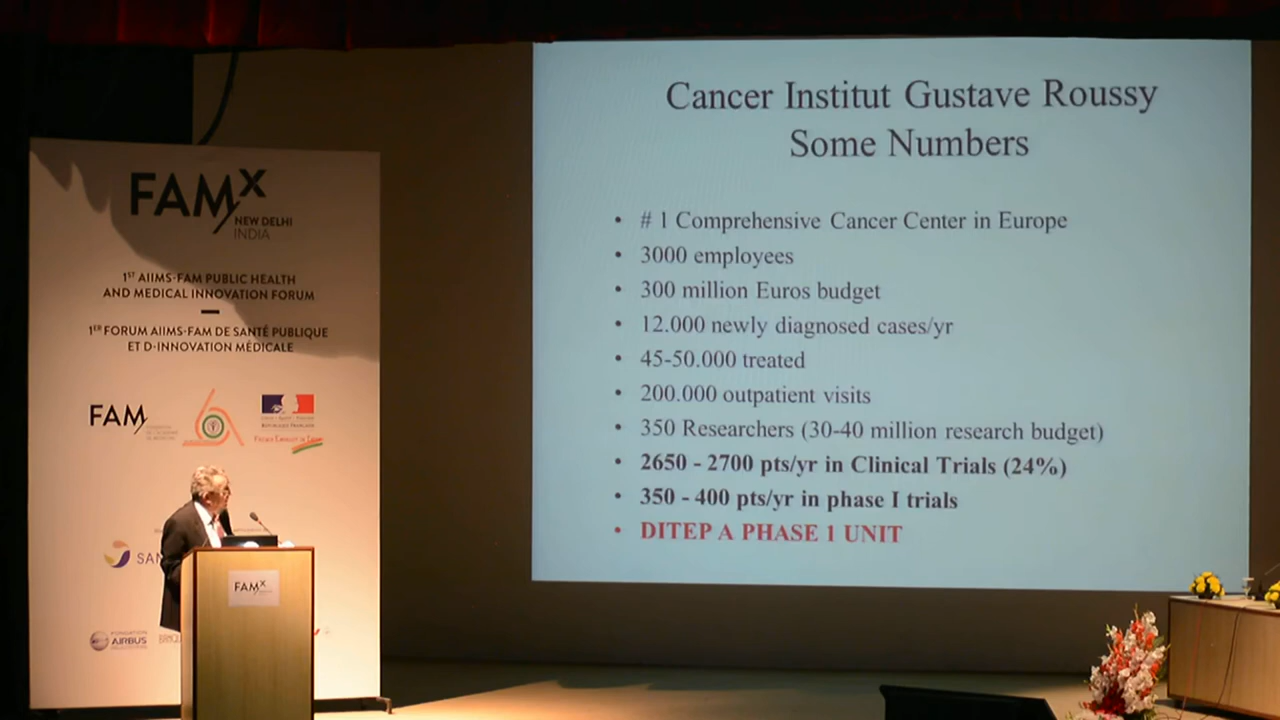 FAMX
NEW DELHI
INDIA
1ST AIIMS-FAM PUBLIC HEALTH
AND MEDICAL INNOVATION FORUM
1ER FORUM AIIMS-FAM DE SANTÉ PUBLIQUE
ET D-INNOVATION MÉDICALE
FAM
SAN
FONDATION
AIRBUS
FAMX
Cancer Institut Gustave Roussy
Some Numbers
• # 1 Comprehensive Cancer Center in Europe
• 3000 employees
• 300 million Euros budget
• 12.000 newly diagnosed cases/yr
• 45-50.000 treated
• 200.000 outpatient visits
• 350 Researchers (30-40 million research budget)
• 2650 - 2700 pts/yr in Clinical Trials (24%)
• 350 - 400 pts/yr in phase I trials
• DITEP A PHASE 1 UNIT